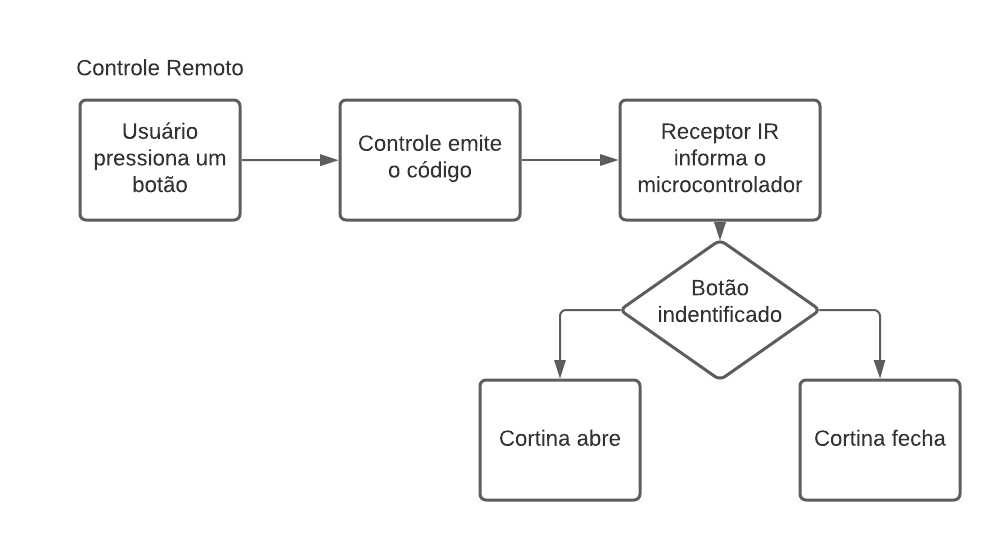 Controle Remoto
Usuário
pressiona um
botão
Controle emite
o código
Receptor IR
informa o
microcontrolador
Botão
indentificado
Cortina abre
Cortina fecha